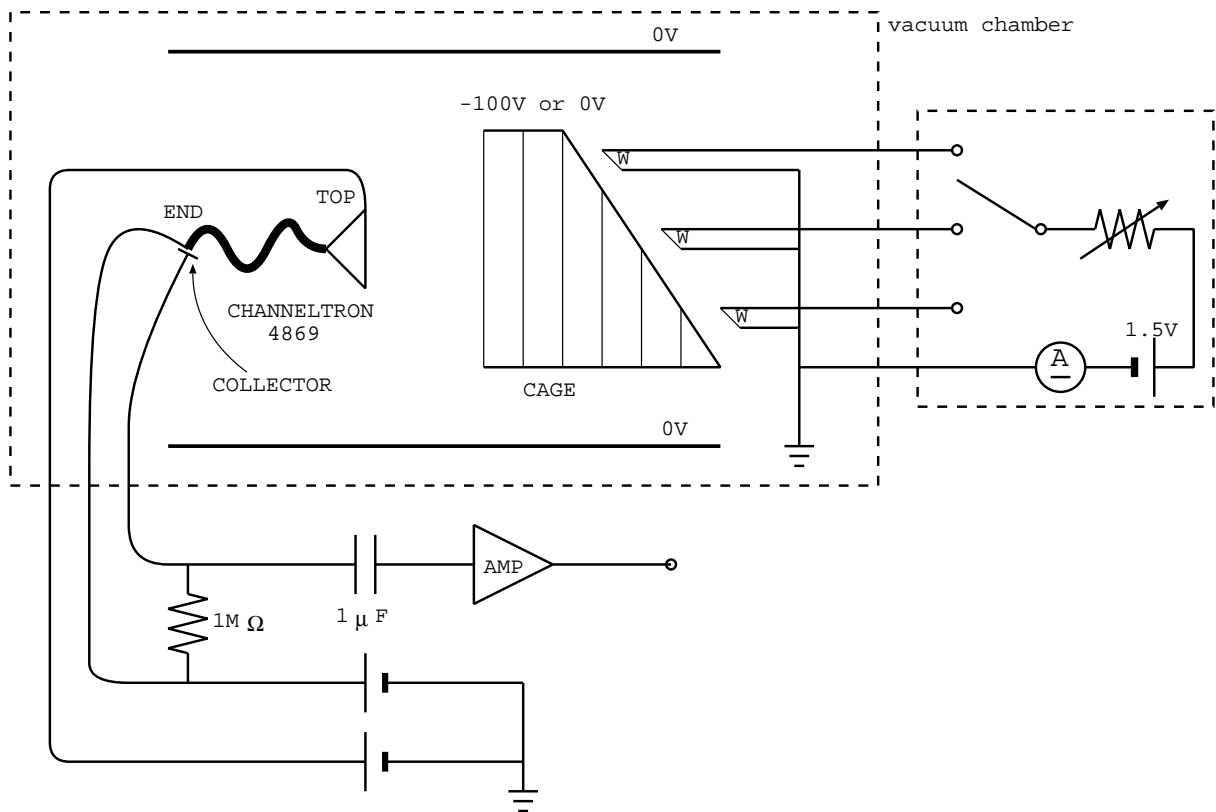 0V
vacuum chamber
-100V or 0V
W
TOP
END
W
CHANNELTRON
4869
W
1.5V
A
COLLECTOR
CAGE
0V
AMP
1M Ω
1 μ F